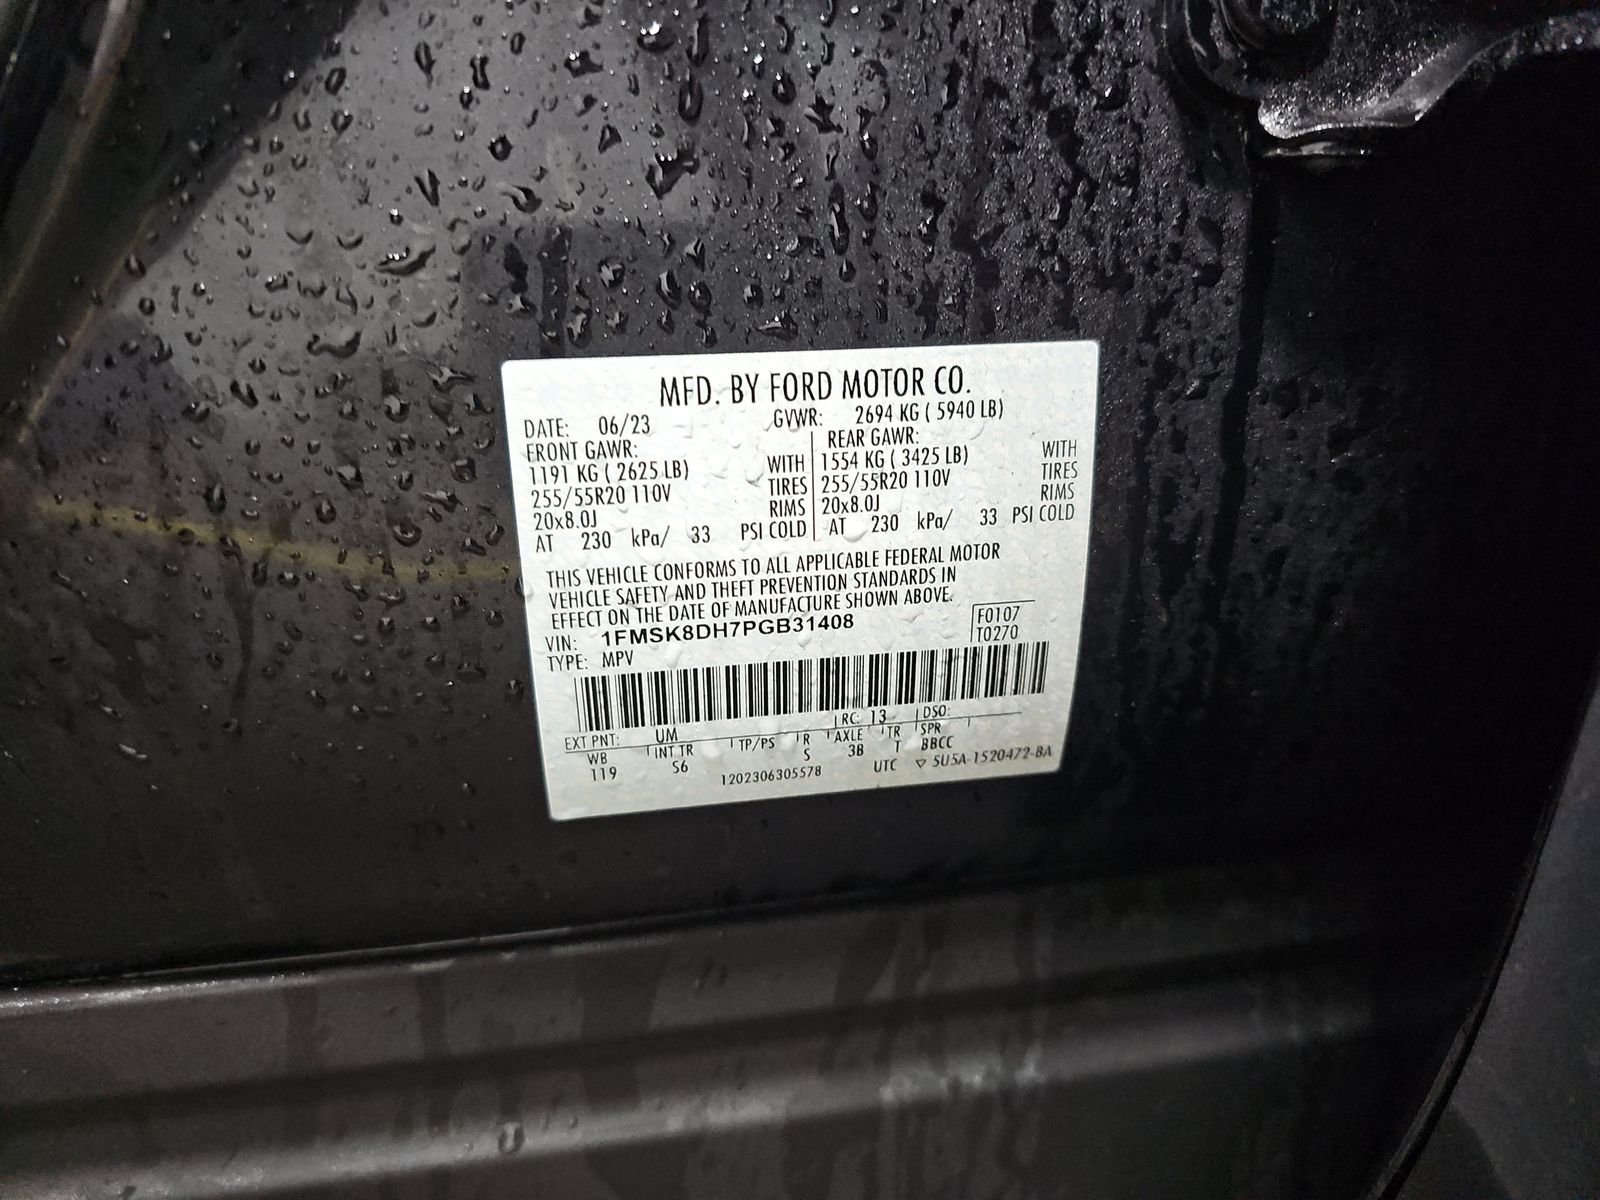 MFD. BY FORD MOTOR CO.
DATE: 06/23 GVWR: 2694 KG ( 5940 LB)
FRONT GAWR: REAR GAWR:
1191 KG ( 2625 LB) WITH 1554 KG ( 3425 LB) WITH
255/55R20 110V TIRES 255/55R20 110V TIRES
20x8.0J RIMS 20x8.0J RIMS
AT 230 kPa/ 33 PSI COLD AT 230 kPa/ 33 PSI COLD
THIS VEHICLE CONFORMS TO ALL APPLICABLE FEDERAL MOTOR
VEHICLE SAFETY AND THEFT PREVENTION STANDARDS IN
EFFECT ON THE DATE OF MANUFACTURE SHOWN ABOVE.
VIN: 1FMSK8DH7PGB31408 F0107
TYPE: MPV T0270
EXT PNT: UM RC: 13 DSO:
WB INT TR TP/PS R AXLE TR SPR
119 S6 S 3B T BBCC
1202306305578 UTC ▽ 5U5A-1520472-BA